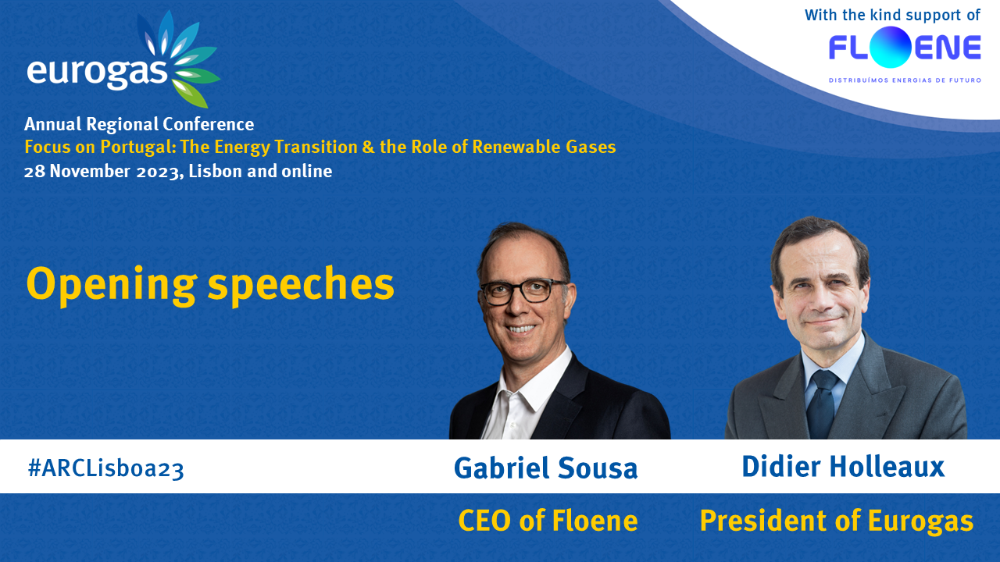 With the kind support of
FLOENE
DISTRIBUÍMOS ENERGIAS DE FUTURO
eurogas
Annual Regional Conference
Focus on Portugal: The Energy Transition & the Role of Renewable Gases
28 November 2023, Lisbon and online
Opening speeches
#ARCLisboa23
Gabriel Sousa
Didier Holleaux
CEO of Floene
President of Eurogas